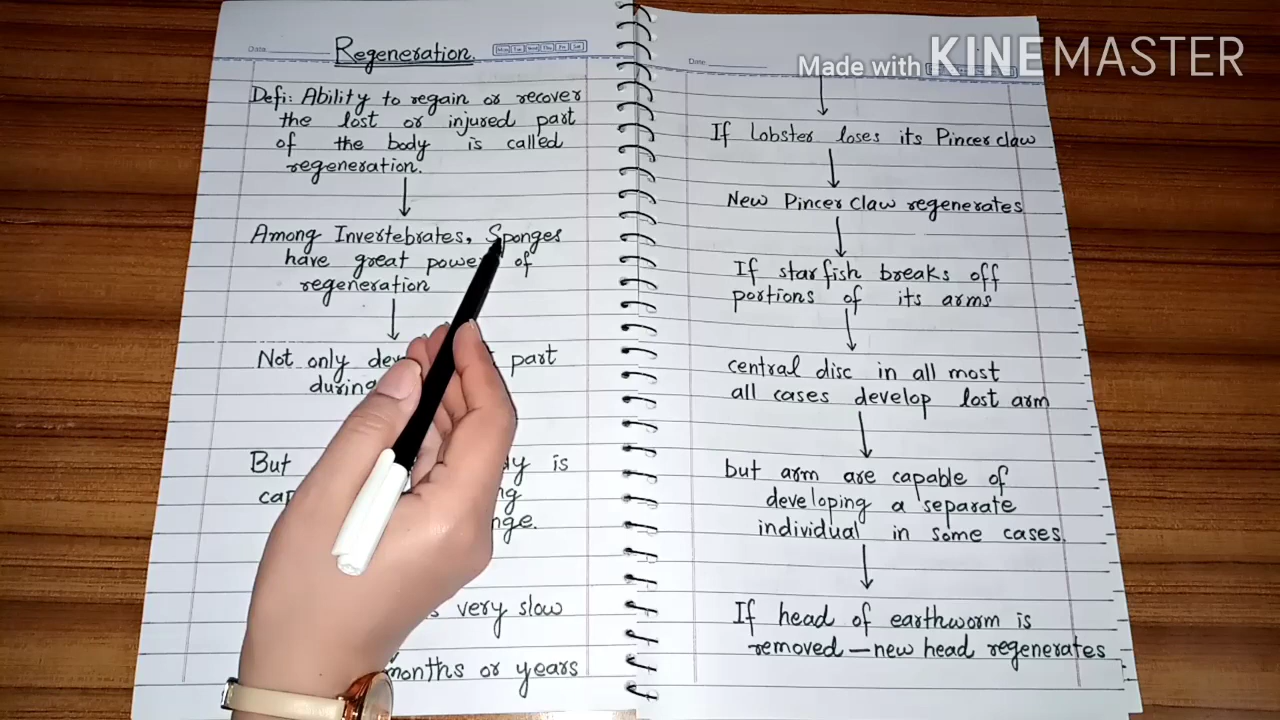 Date
Regeneration
Defi: Ability to regain or recover
the lost or injured part
of the body is called
regeneration.
Among Invertebrates, Sponges
have great power of
regeneration
Not only part
during
But is
very slow
months or years
Made with KINEMASTER
Date
If Lobster loses its Pincer claw
New Pincer Claw regenerates
If starfish breaks off
portions of its arms
central disc in all most
all cases develop lost arm
but arm are capable of
developing a separate
individual in some cases
If head of earthworm is
removed – new head regenerates